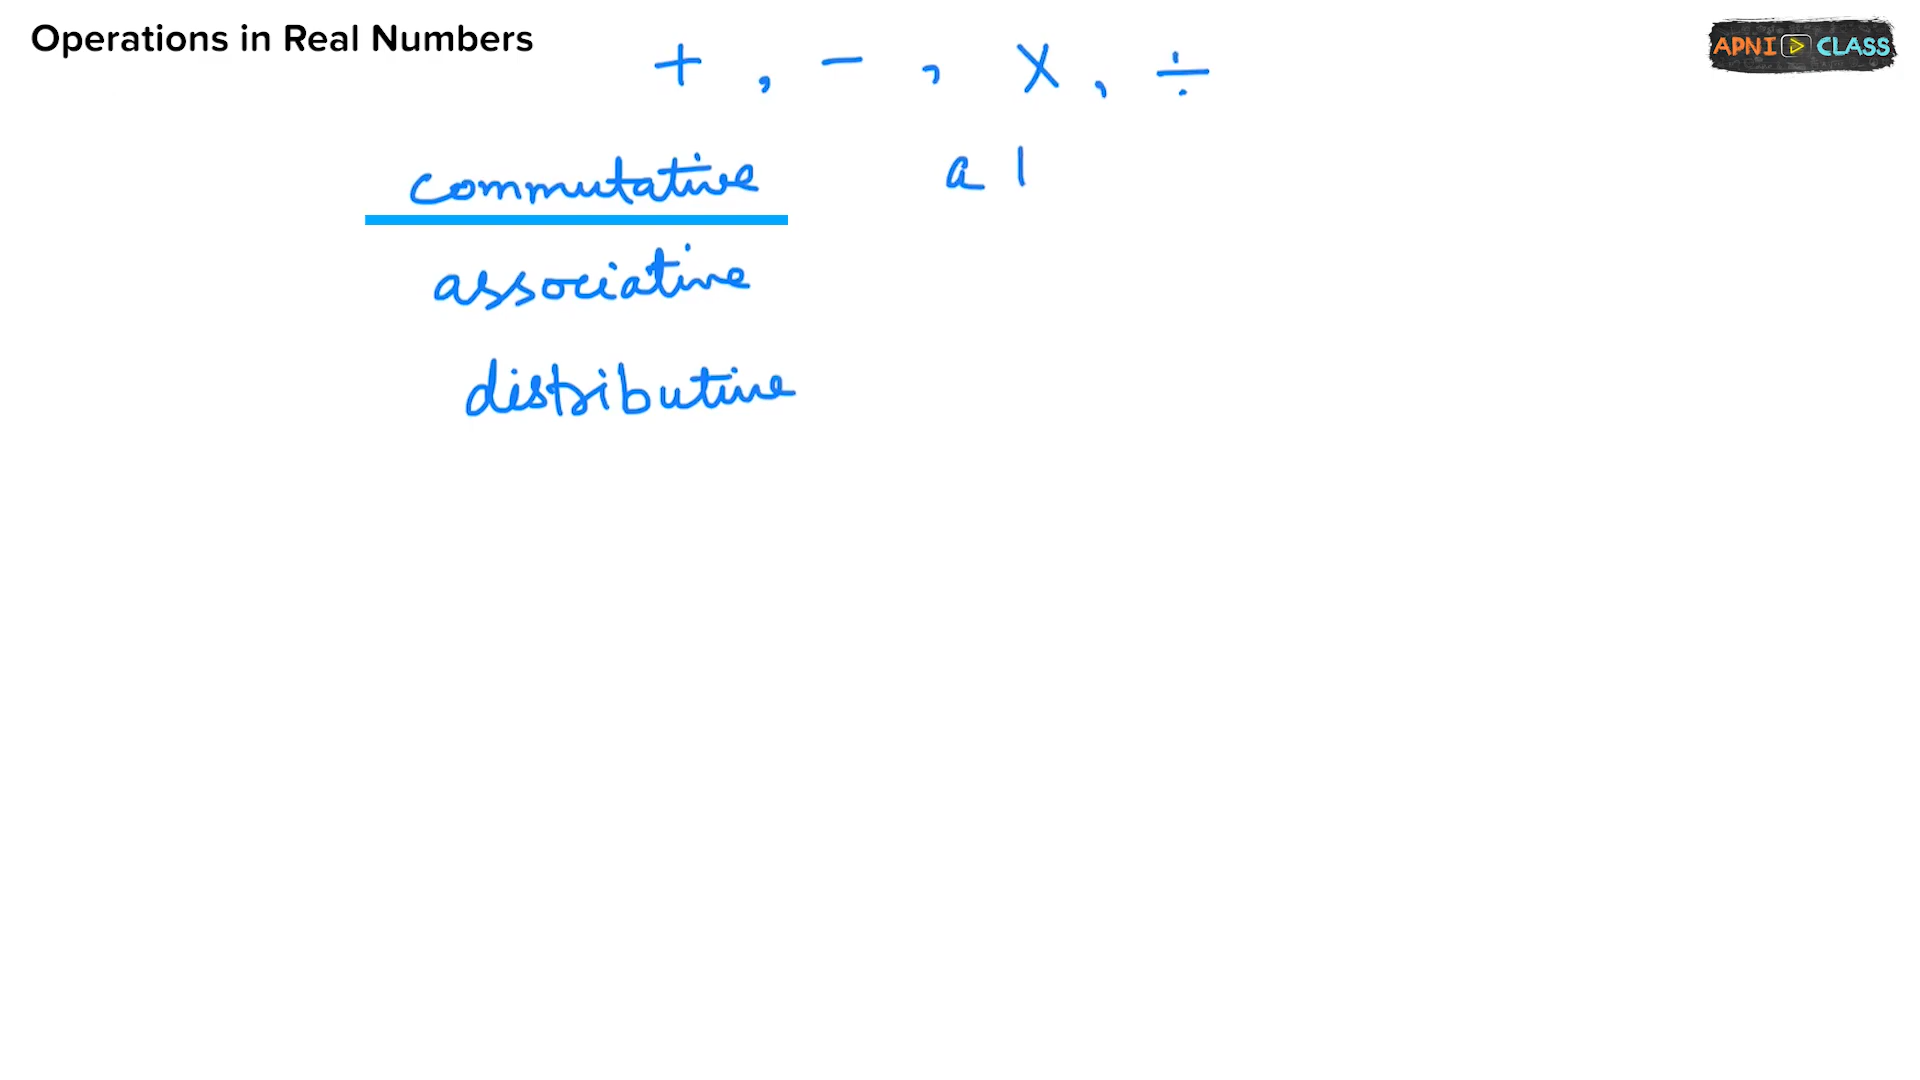 Operations in Real Numbers
+ , - , X , ÷
APNI CLASS
commutative a |
associative
distributive